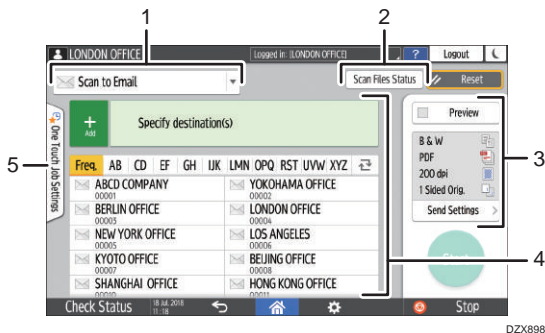 1
2
LONDON OFFICE
Logged in: (LONDON OFFICE)
?
Logout
Scan to Email
Scan Files Status
Reset
Add
Specify destination(s)
Preview
B & W
PDF
200 dpi
1 Sided Orig.
Send Settings
3
5
One Touch Job Settings
Freq. AB CD EF GH IJK LMN OPQ RST UVW XYZ
ABCD COMPANY
00001
YOKOHAMA OFFICE
00002
BERLIN OFFICE
00003
LONDON OFFICE
00004
NEW YORK OFFICE
00005
LOS ANGELES
00006
KYOTO OFFICE
00007
BEIJING OFFICE
00008
SHANGHAI OFFICE
HONG KONG OFFICE
4
Check Status
18 Jul. 2018
11:18
Stop
DZX898